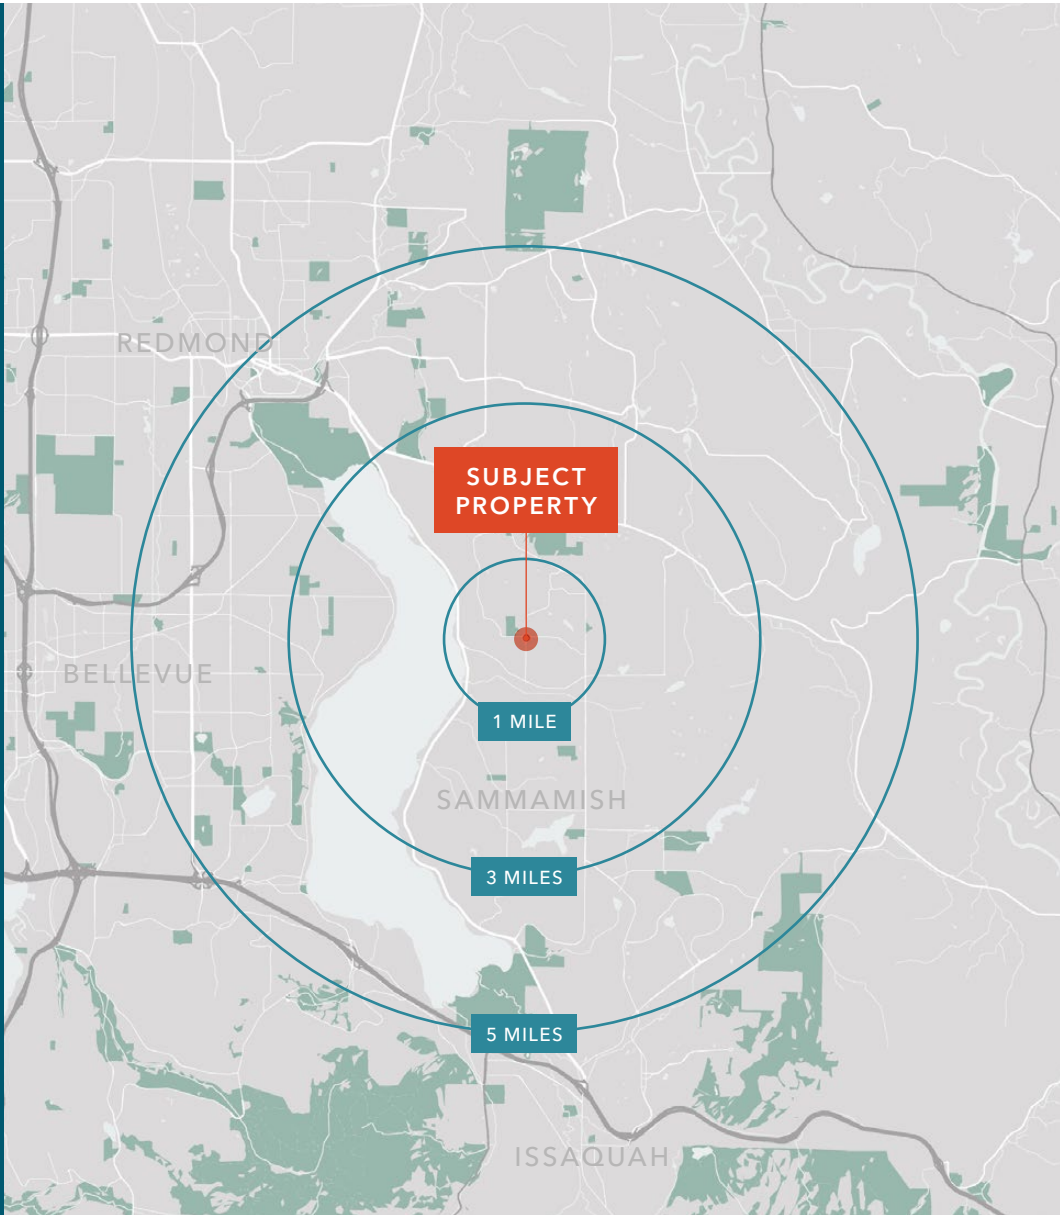 REDMOND
SUBJECT
PROPERTY
BELLEVUE
1 MILE
SAMMAMISH
3 MILES
5 MILES
ISSAQUAH